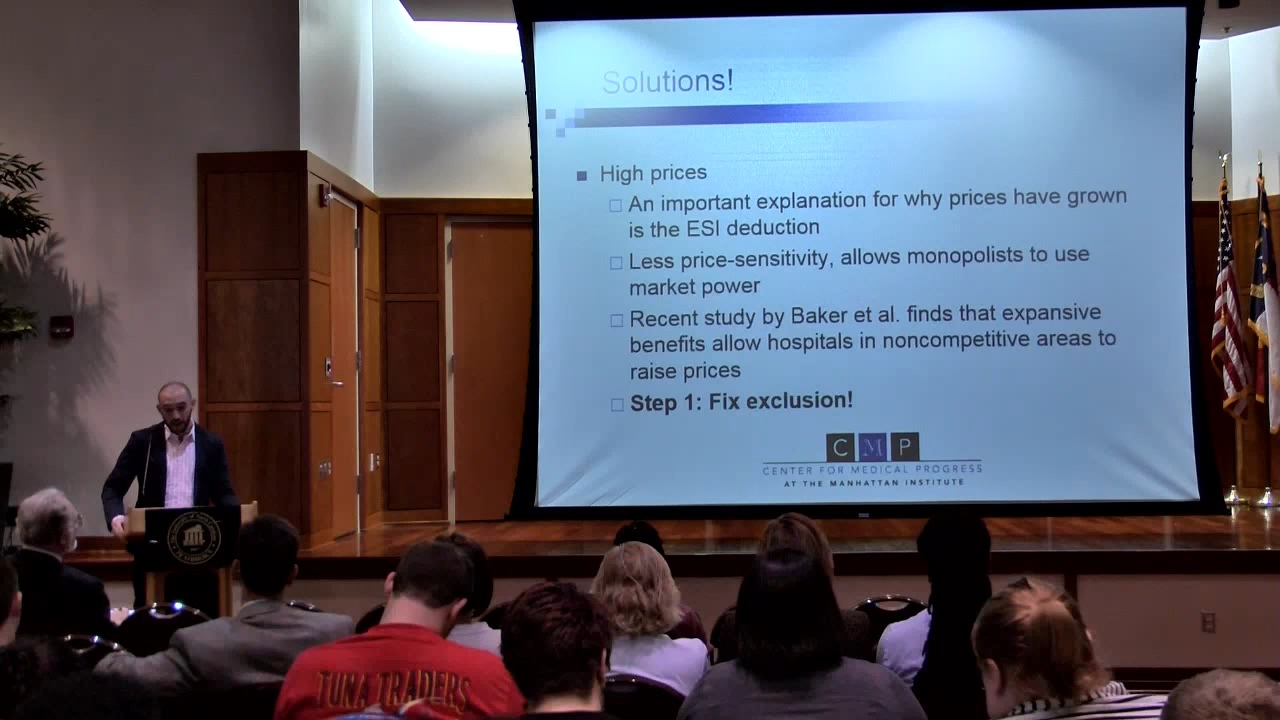 Solutions!
High prices
An important explanation for why prices have grown
is the ESI deduction
Less price-sensitivity, allows monopolists to use
market power
Recent study by Baker et al. finds that expansive
benefits allow hospitals in noncompetitive areas to
raise prices
Step 1: Fix exclusion!
C M P
CENTER FOR MEDICAL PROGRESS
AT THE MANHATTAN INSTITUTE
TUNA TRADERS